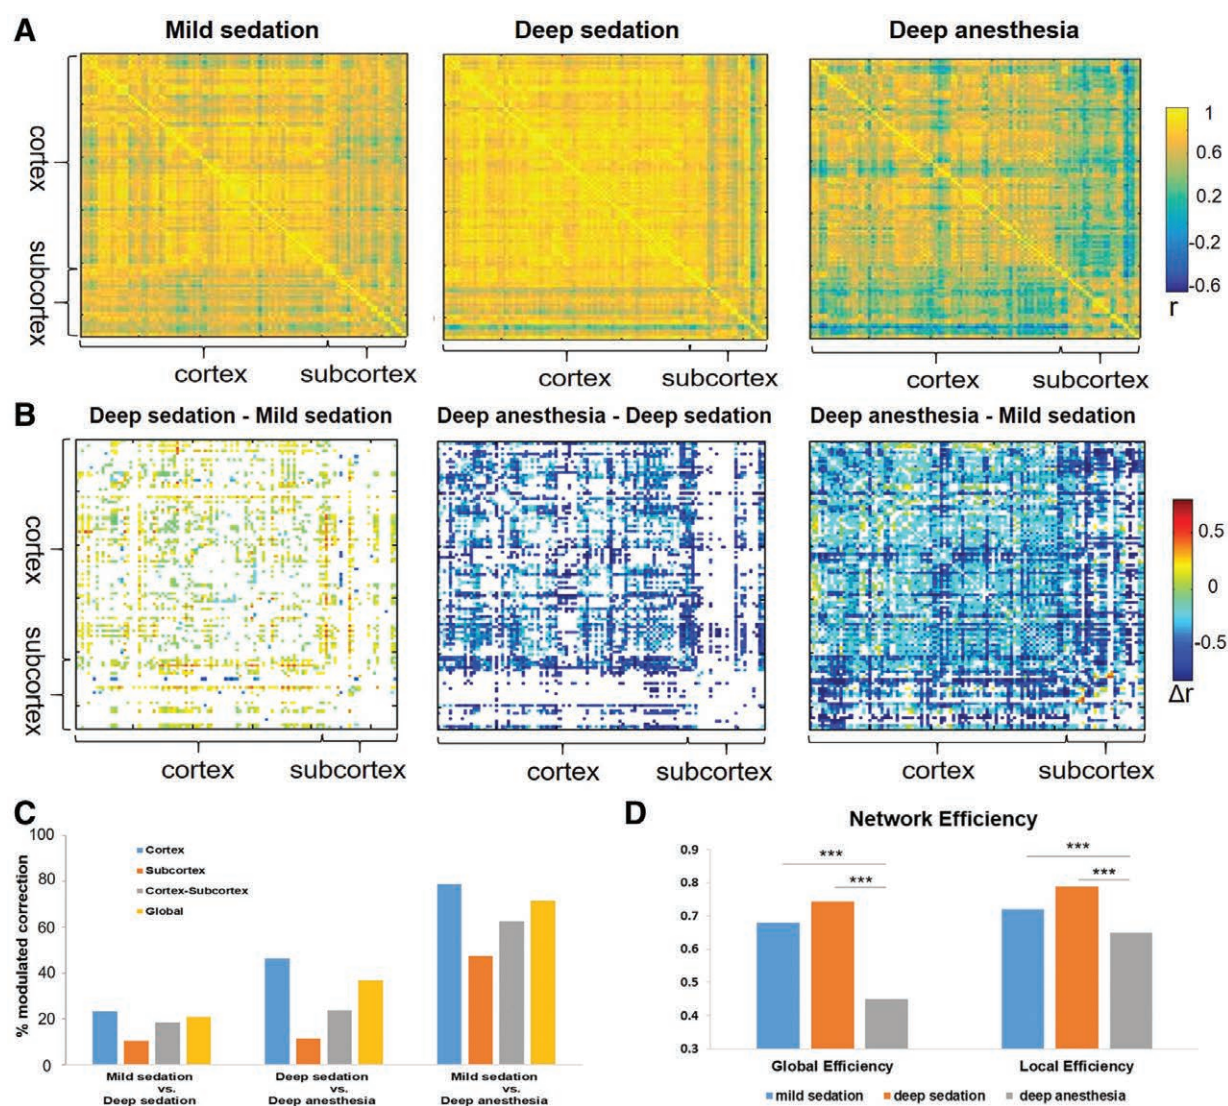 A
Mild sedation
Deep sedation
Deep anesthesia
cortex
subcortex
1
0.6
0.2
-0.2
-0.6
r
cortex
subcortex
cortex
subcortex
cortex
subcortex
B
Deep sedation - Mild sedation
Deep anesthesia - Deep sedation
Deep anesthesia - Mild sedation
cortex
subcortex
0.5
0
-0.5
Δr
cortex
subcortex
cortex
subcortex
cortex
subcortex
C
% modulated correction
100
80
60
40
20
0
Cortex
Subcortex
Cortex-Subcortex
Global
Mild sedation
vs.
Deep sedation
Deep sedation
vs.
Deep anesthesia
Mild sedation
vs.
Deep anesthesia
D
Network Efficiency
0.9
0.8
0.7
0.6
0.5
0.4
0.3
***
***
***
***
Global Efficiency
Local Efficiency
mild sedation
deep sedation
deep anesthesia